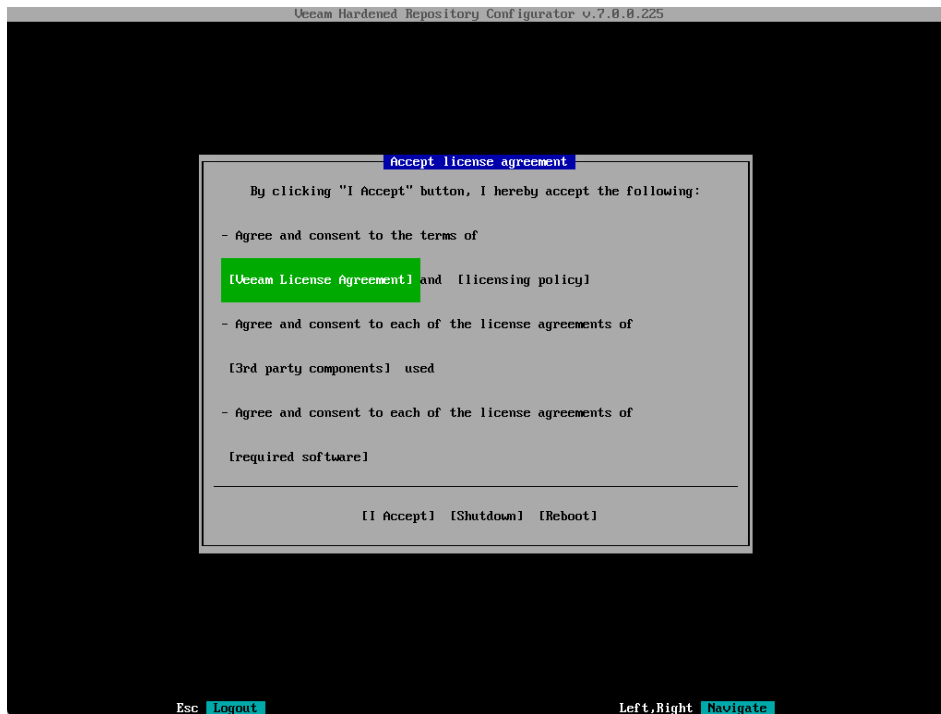 Veeam Hardened Repository Configurator v.7.0.0.225
Accept license agreement
By clicking "I Accept" button, I hereby accept the following:
- Agree and consent to the terms of
[Veeam License Agreement] and [licensing policy]
- Agree and consent to each of the license agreements of
[3rd party components] used
- Agree and consent to each of the license agreements of
[required software]
[I Accept] [Shutdown] [Reboot]
Esc Logout Left,Right Navigate